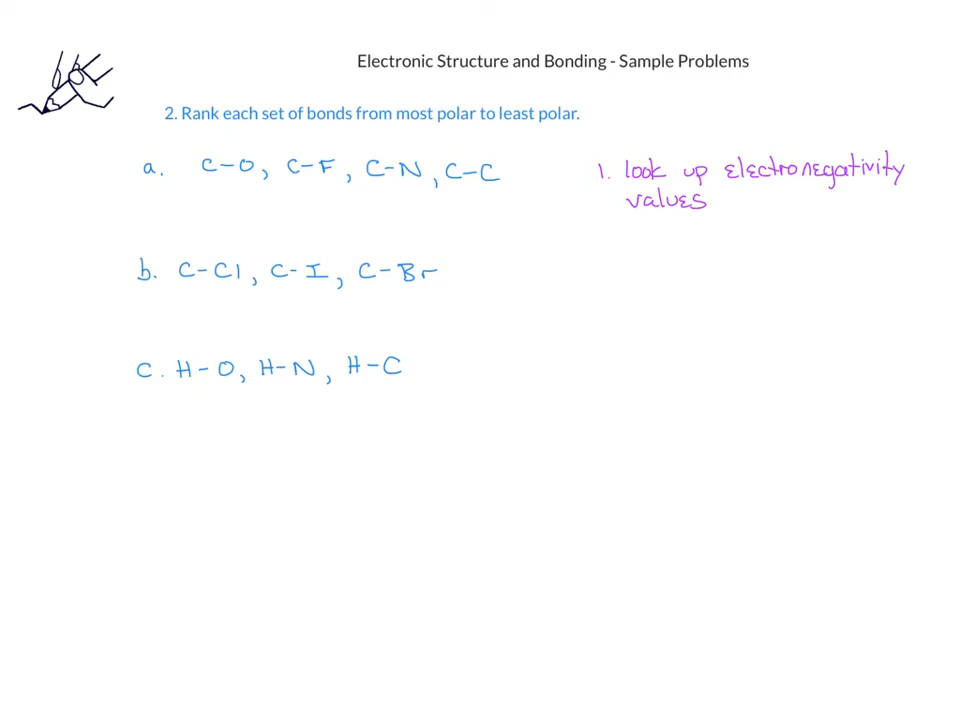 Electronic Structure and Bonding - Sample Problems
2. Rank each set of bonds from most polar to least polar.
a. C-O, C-F, C-N, C-C
1. look up electronegativity
values
b. C-Cl, C-I, C-Br
C. H-O, H-N, H-C